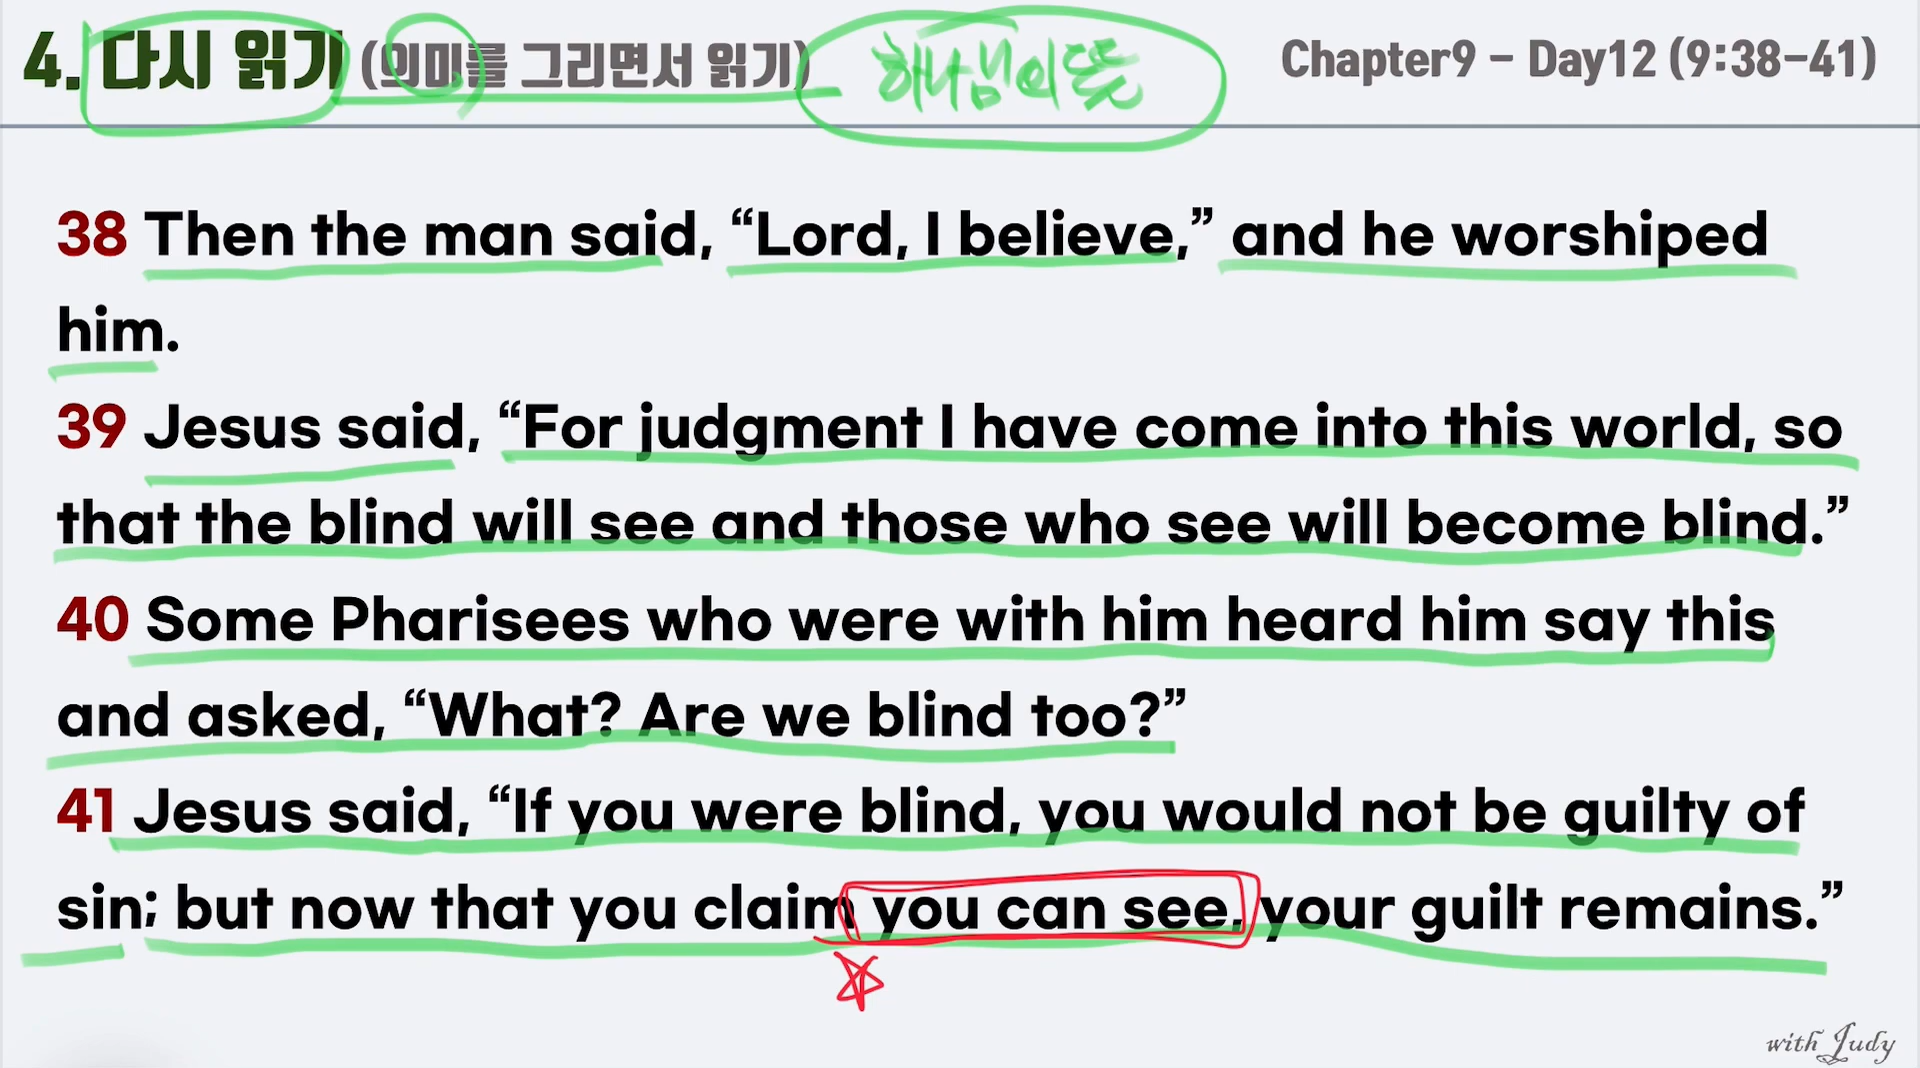 4. 다시 읽기 (의미를 그리면서 읽기) 하나님의 뜻 Chapter9 - Day12 (9:38-41)
38 Then the man said, “Lord, I believe,” and he worshiped
him.
39 Jesus said, “For judgment I have come into this world, so
that the blind will see and those who see will become blind.”
40 Some Pharisees who were with him heard him say this
and asked, “What? Are we blind too?”
41 Jesus said, “If you were blind, you would not be guilty of
sin; but now that you claim you can see, your guilt remains.”
with Judy